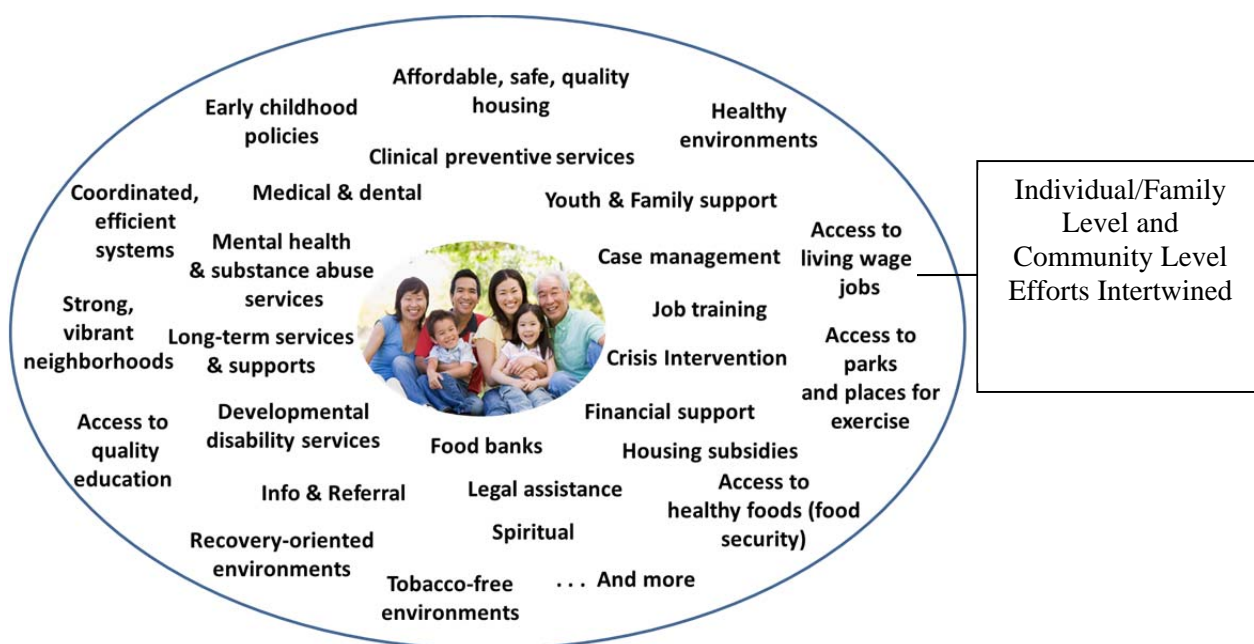 Affordable, safe, quality
housing
Early childhood
policies
Healthy
environments
Clinical preventive services
Coordinated,
efficient
systems
Medical & dental
Youth & Family support
Mental health
& substance abuse
services
Case management
Access to
living wage
jobs
Individual/Family
Level and
Community Level
Efforts Intertwined
Strong,
vibrant
neighborhoods
Long-term services
& supports
Job training
Crisis Intervention
Access to
parks
and places for
exercise
Access to
quality
education
Developmental
disability services
Food banks
Financial support
Housing subsidies
Info & Referral
Legal assistance
Access to
healthy foods (food
security)
Spiritual
Recovery-oriented
environments
Tobacco-free
environments
. . . And more